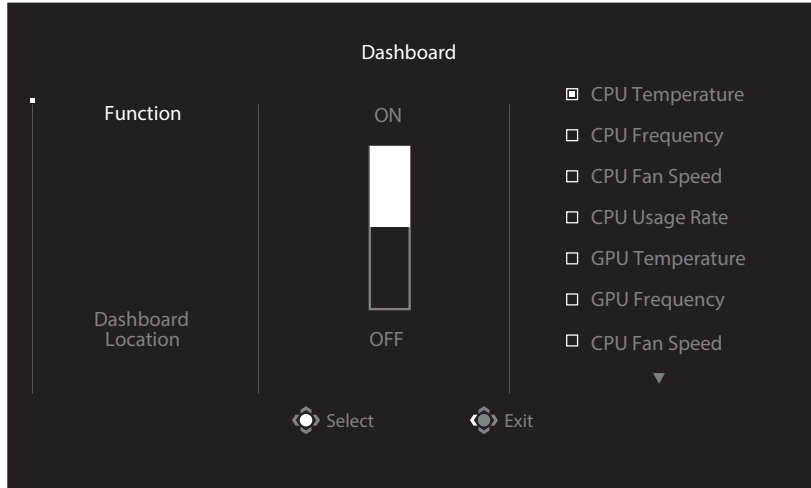 Dashboard
Function
Dashboard
Location
ON
OFF
CPU Temperature
CPU Frequency
CPU Fan Speed
CPU Usage Rate
GPU Temperature
GPU Frequency
CPU Fan Speed
Select
Exit